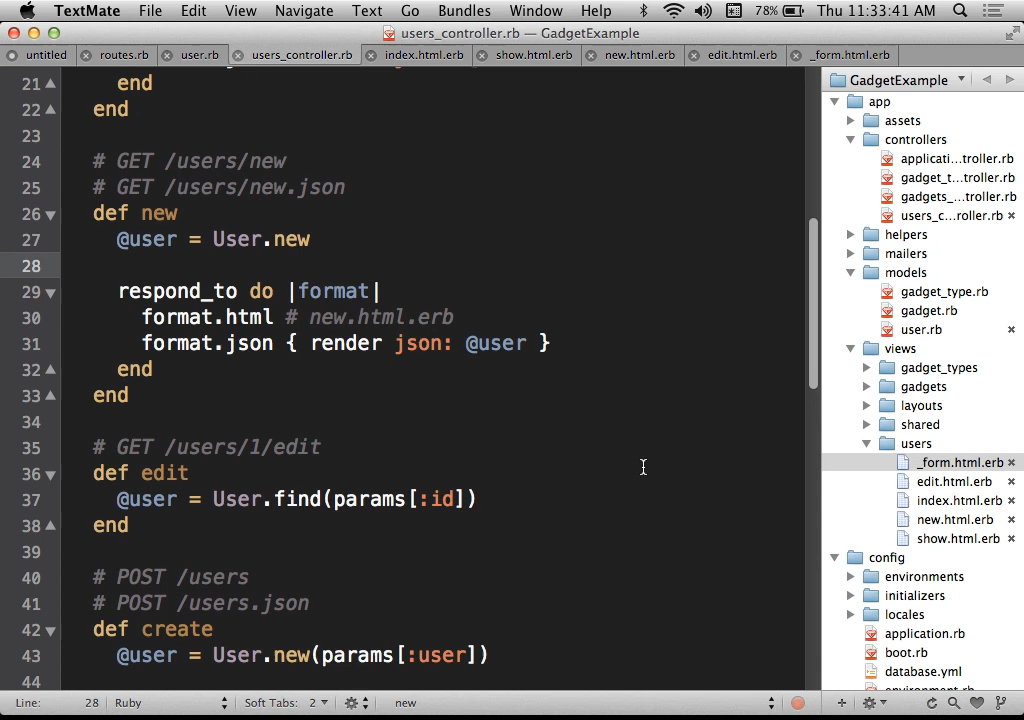 TextMate File Edit View Navigate Text Go Bundles Window Help 78% Thu 11:33:41 AM
users_controller.rb — GadgetExample
untitled routes.rb user.rb users_controller.rb index.html.erb show.html.erb new.html.erb edit.html.erb _form.html.erb
21 end
22 end
23
24 # GET /users/new
25 # GET /users/new.json
26 def new
27 @user = User.new
28
29 respond_to do |format|
30 format.html # new.html.erb
31 format.json { render json: @user }
32 end
33 end
34
35 # GET /users/1/edit
36 def edit
37 @user = User.find(params[:id])
38 end
39
40 # POST /users
41 # POST /users.json
42 def create
43 @user = User.new(params[:user])
44
GadgetExample
app
assets
controllers
applicati...troller.rb
gadget_t...troller.rb
gadgets_...troller.rb
users_c...roller.rb
helpers
mailers
models
gadget_type.rb
gadget.rb
user.rb
views
gadget_types
gadgets
layouts
shared
users
_form.html.erb
edit.html.erb
index.html.erb
new.html.erb
show.html.erb
config
environments
initializers
locales
application.rb
boot.rb
database.yml
environment.rb
Line: 28 Ruby Soft Tabs: 2 new